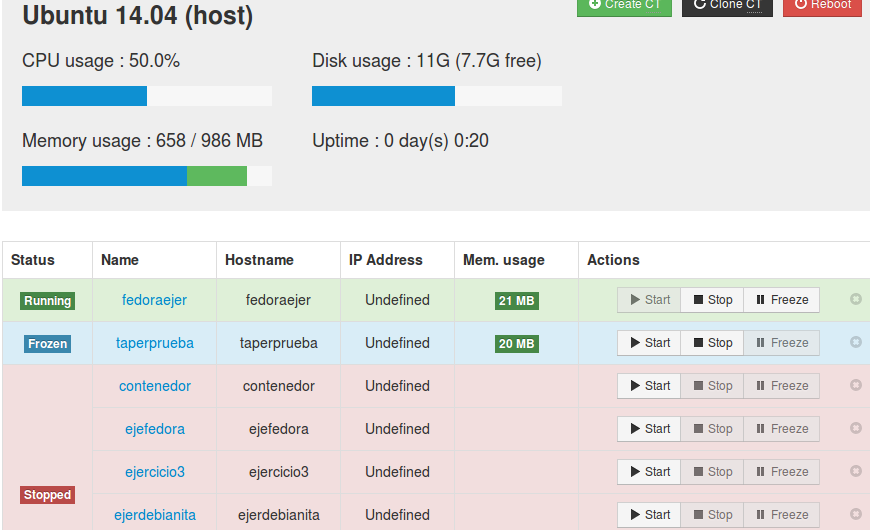 Ubuntu 14.04 (host)
Create CT Clone CT Reboot
CPU usage : 50.0% Disk usage : 11G (7.7G free)
Memory usage : 658 / 986 MB Uptime : 0 day(s) 0:20
Status Name Hostname IP Address Mem. usage Actions
Running fedoraejer fedoraejer Undefined 21 MB Start Stop Freeze
Frozen taperprueba taperprueba Undefined 20 MB Start Stop Freeze
contenedor contenedor Undefined Start Stop Freeze
ejefedora ejefedora Undefined Start Stop Freeze
ejercicio3 ejercicio3 Undefined Start Stop Freeze
Stopped
ejerdebianita ejerdebianita Undefined Start Stop Freeze